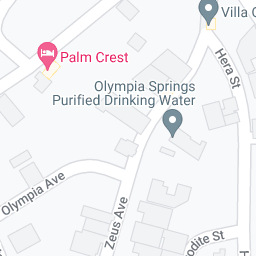 Villa
Palm Crest
Hera St
Olympia Springs
Purified Drinking Water
Olympia Ave
Zeus Ave
odite St